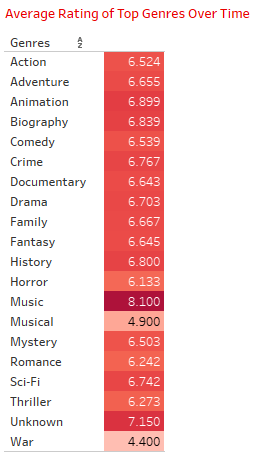 Average Rating of Top Genres Over Time
Genres
Action 6.524
Adventure 6.655
Animation 6.899
Biography 6.839
Comedy 6.539
Crime 6.767
Documentary 6.643
Drama 6.703
Family 6.667
Fantasy 6.645
History 6.800
Horror 6.133
Music 8.100
Musical 4.900
Mystery 6.503
Romance 6.242
Sci-Fi 6.742
Thriller 6.273
Unknown 7.150
War 4.400